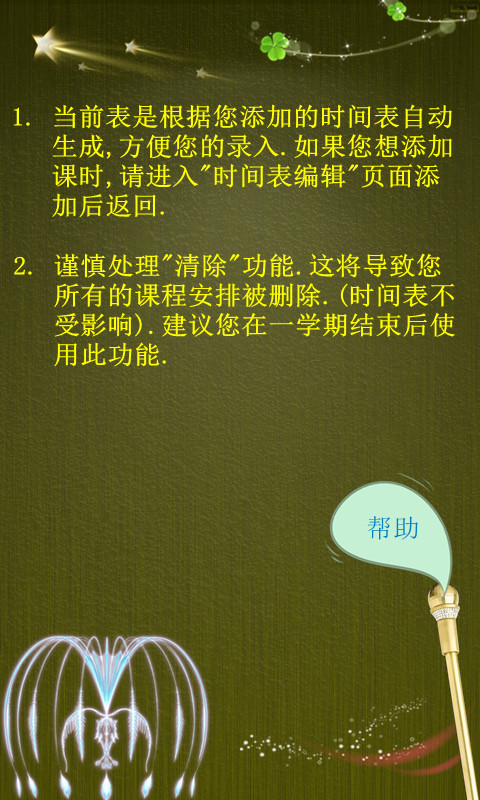 1. 当前表是根据您添加的时间表自动
生成,方便您的录入.如果您想添加
课时,请进入"时间表编辑"页面添
加后返回.
2. 谨慎处理"清除"功能.这将导致您
所有的课程安排被删除.(时间表不
受影响).建议您在一学期结束后使
用此功能.
帮助